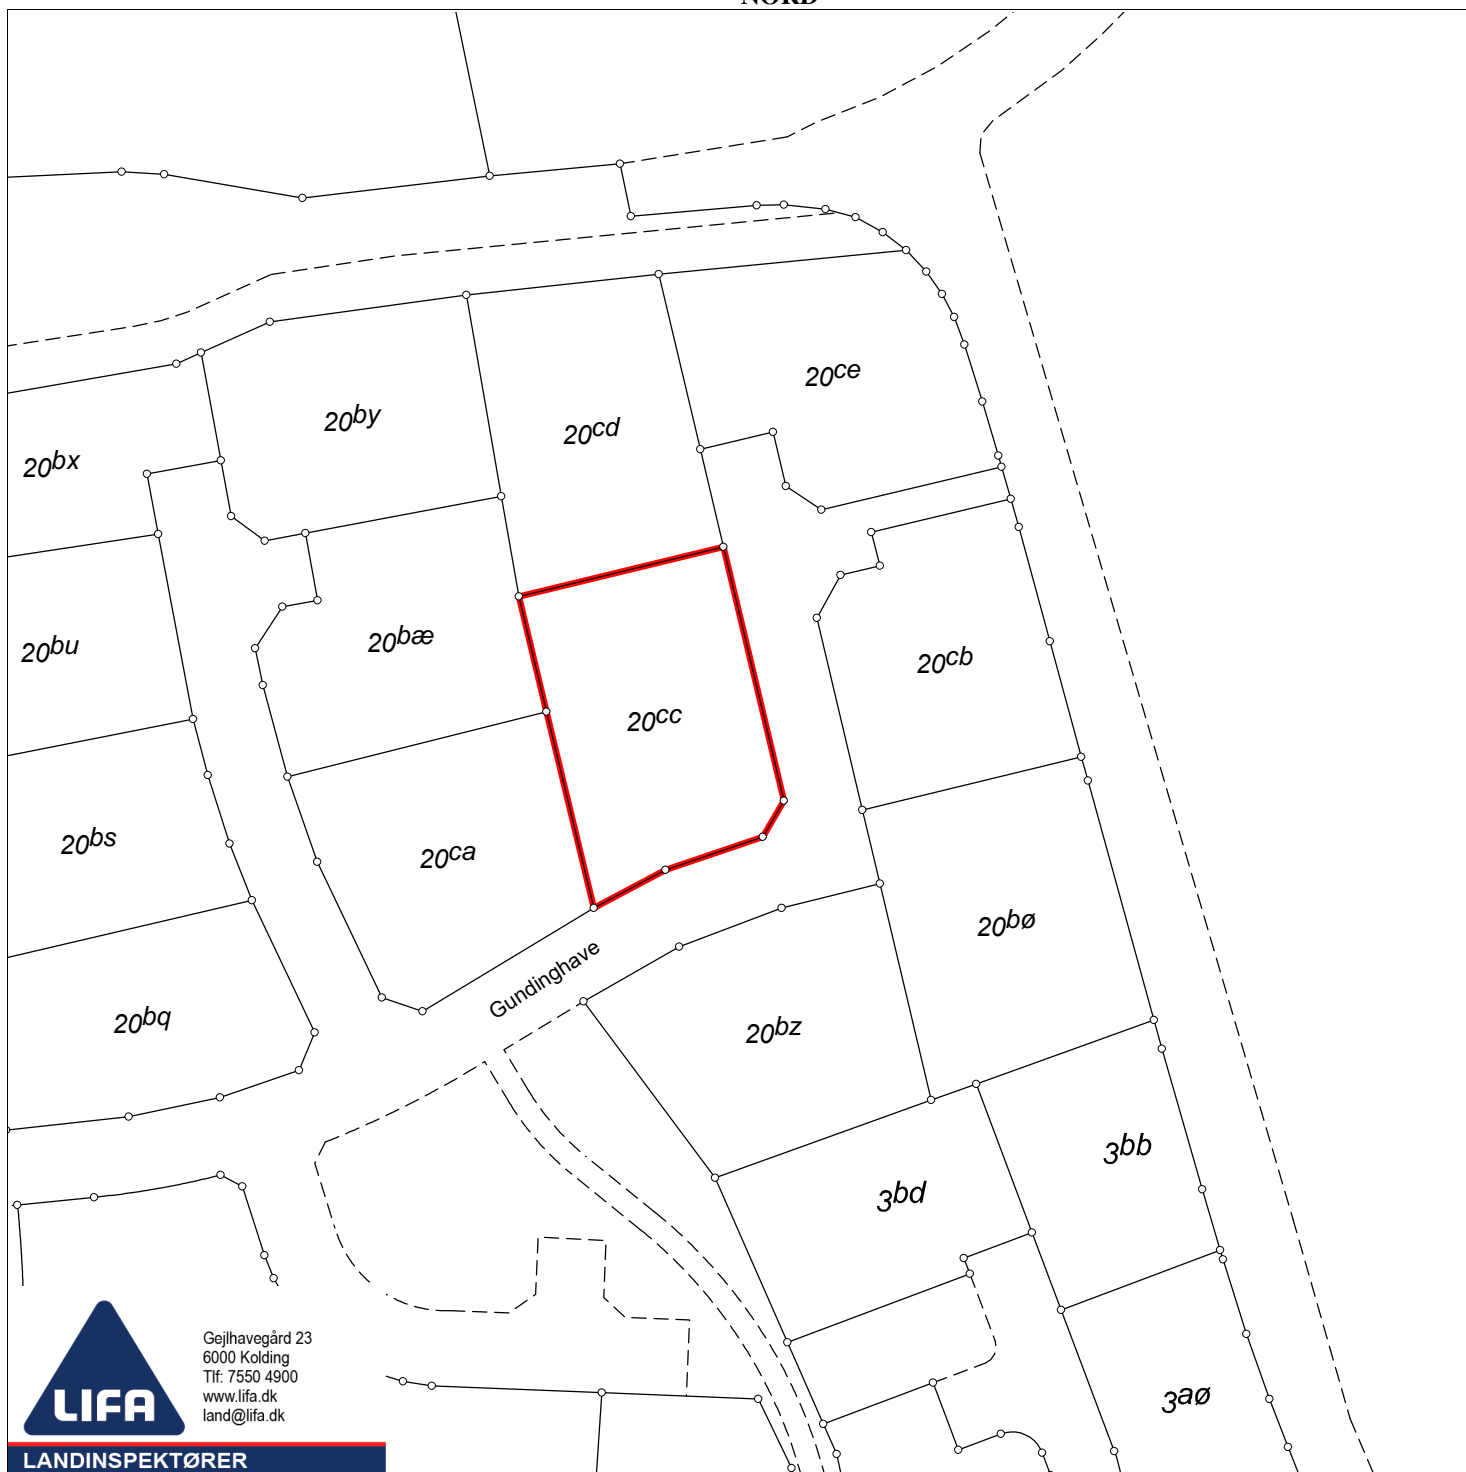 NORD
20ce
20by
20cd
20bx
20bæ
20bu
20cb
20cc
20bs
20ca
20bø
Gundinghave
20bq
20bz
3bb
3bd
3aø
LIFA
Gejlhavegård 23
6000 Kolding
Tlf: 7550 4900
www.lifa.dk
land@lifa.dk
LANDINSPEKTØRER